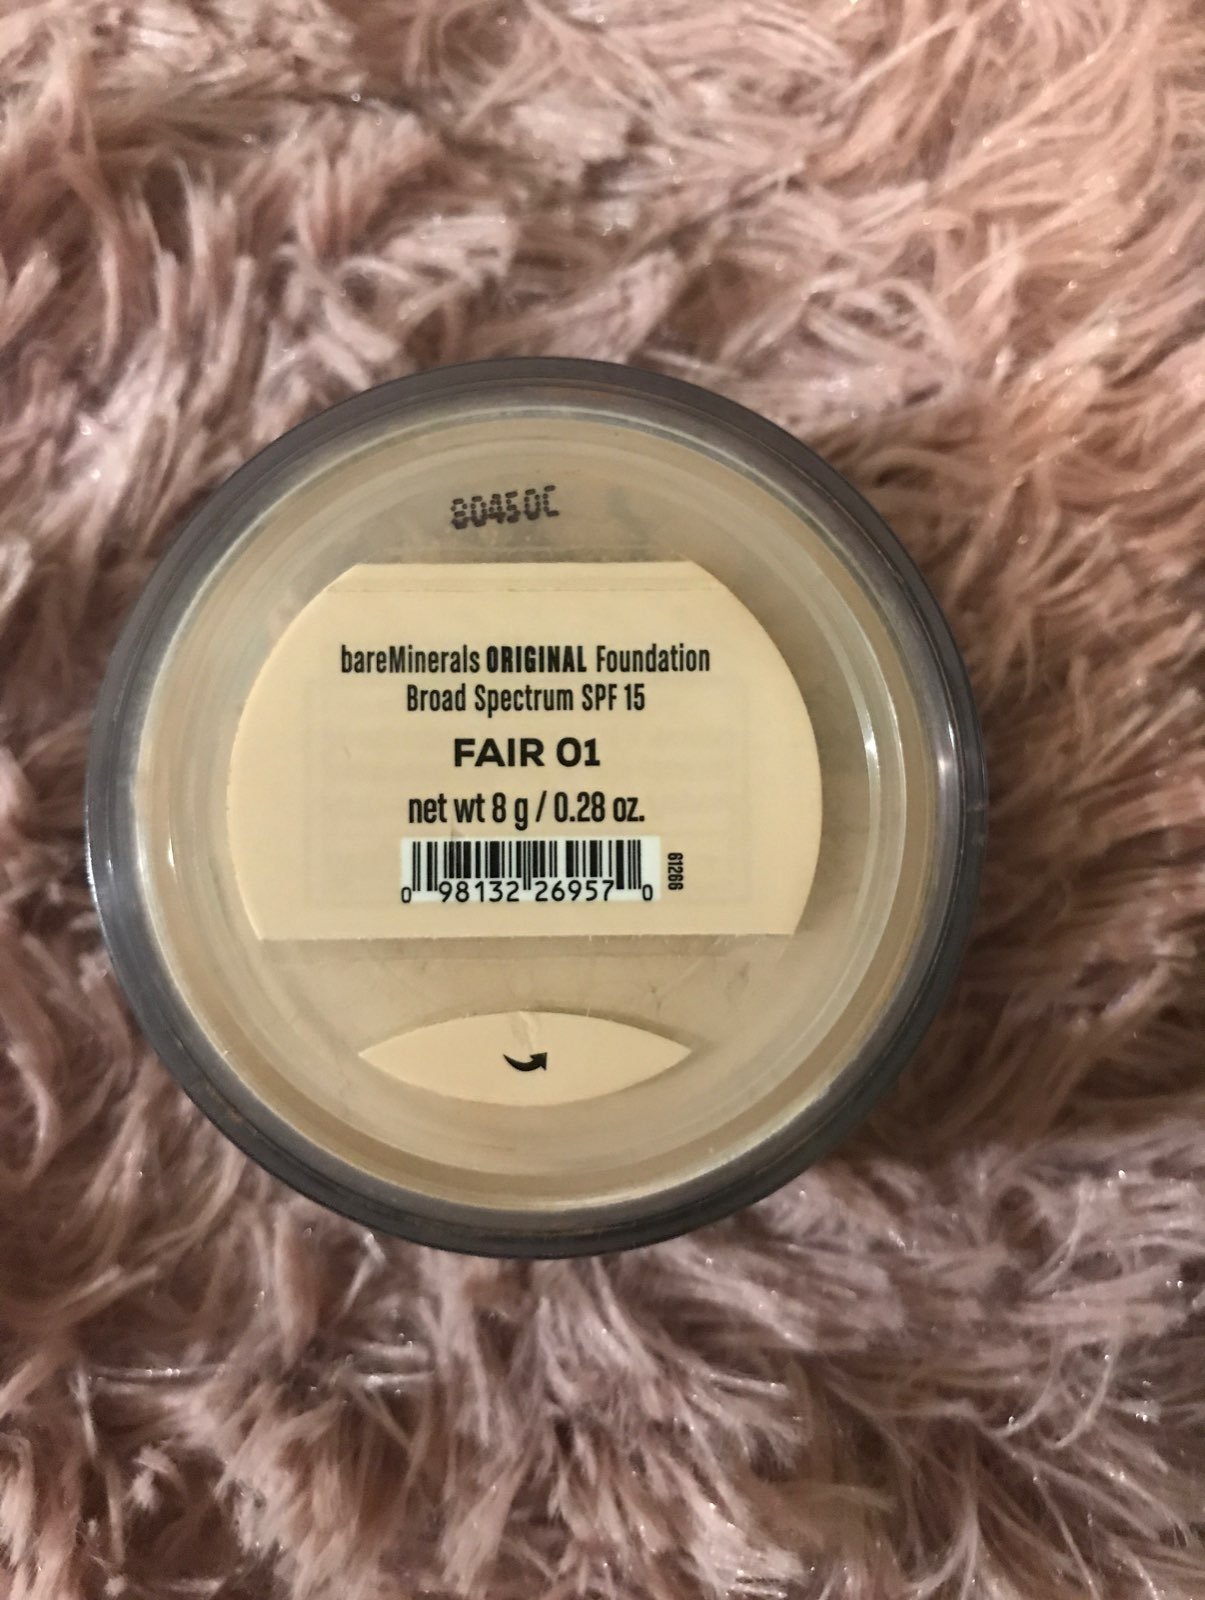 80450C
bareMinerals ORIGINAL Foundation
Broad Spectrum SPF 15
FAIR 01
net wt 8 g / 0.28 oz.
61266
0 98132 26957 0